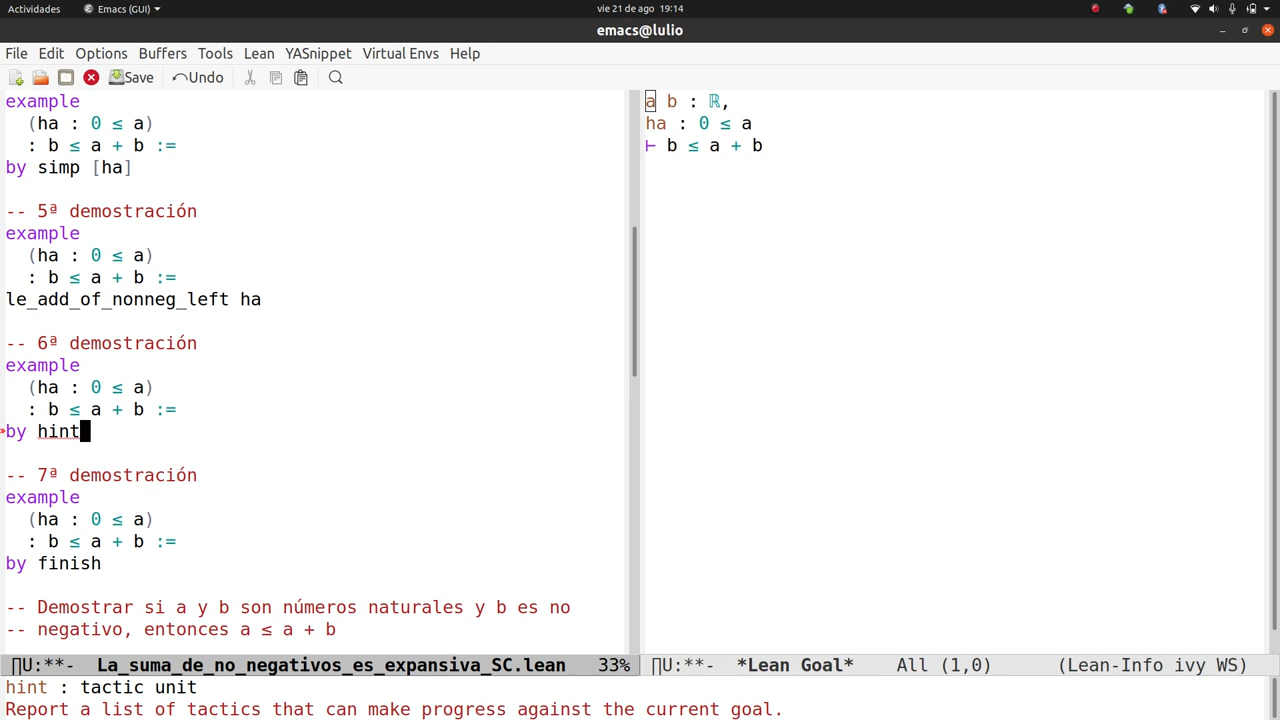 Actividades
Emacs (GUI)
vie 21 de ago 19:14
emacs@lulio
File Edit Options Buffers Tools Lean YASnippet Virtual Envs Help
Save
Undo
example
(ha : 0 ≤ a)
: b ≤ a + b :=
by simp [ha]
-- 5ª demostración
example
(ha : 0 ≤ a)
: b ≤ a + b :=
le_add_of_nonneg_left ha
-- 6ª demostración
example
(ha : 0 ≤ a)
: b ≤ a + b :=
by hint
-- 7ª demostración
example
(ha : 0 ≤ a)
: b ≤ a + b :=
by finish
-- Demostrar si a y b son números naturales y b es no
-- negativo, entonces a ≤ a + b
a b : ℝ,
ha : 0 ≤ a
⊢ b ≤ a + b
∏U:**- La_suma_de_no_negativos_es_expansiva_SC.lean 33%
∏U:**- *Lean Goal* All (1,0) (Lean-Info ivy WS)
hint : tactic unit
Report a list of tactics that can make progress against the current goal.